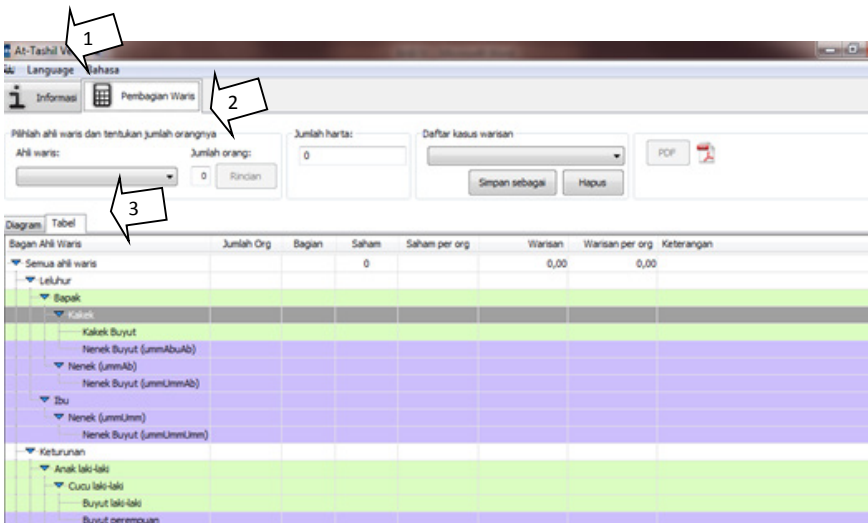 1
At-Tashil Ve
Language Bahasa
Informasi
Pembagian Waris
2
Pilihlah ahli waris dan tentukan jumlah orangnya
Ahli waris: Jumlah orang:
0 Rincian
Jumlah harta:
0
Daftar kasus warisan
Simpan sebagai Hapus
PDF
3
Diagram Tabel
Bagan Ahli Waris Jumlah Org Bagian Saham Saham per org Warisan Warisan per org Keterangan
Semua ahli waris 0 0,00 0,00
Leluhur
Bapak
Kakek
Kakek Buyut
Nenek Buyut (ummAbuAb)
Nenek (ummAb)
Nenek Buyut (ummUmmAb)
Ibu
Nenek (ummUmm)
Nenek Buyut (ummUmmUmm)
Keturunan
Anak laki-laki
Cucu laki-laki
Buyut laki-laki
Buyut perempuan